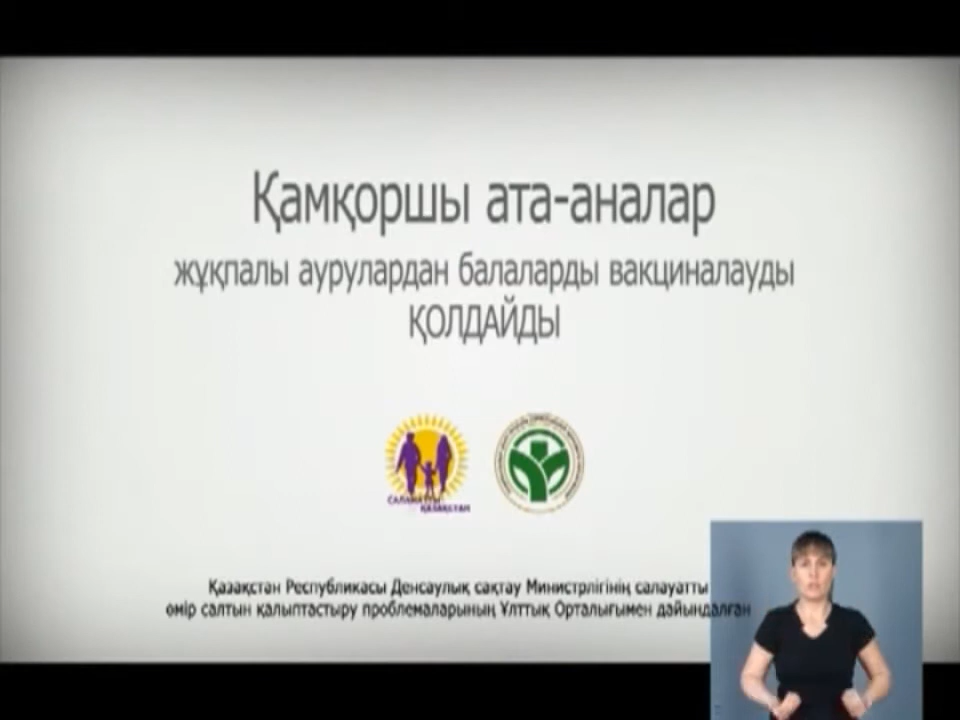 Қамқоршы ата-аналар
жұқпалы аурулардан балаларды вакциналауды
ҚОЛДАЙДЫ
САЛАМАТТЫ
ҚАЗАҚСТАН
Қазақстан Республикасы Денсаулық сақтау Министрлігінің салауатты
өмір салтын қалыптастыру проблемаларының Ұлттық Орталығымен дайындалған